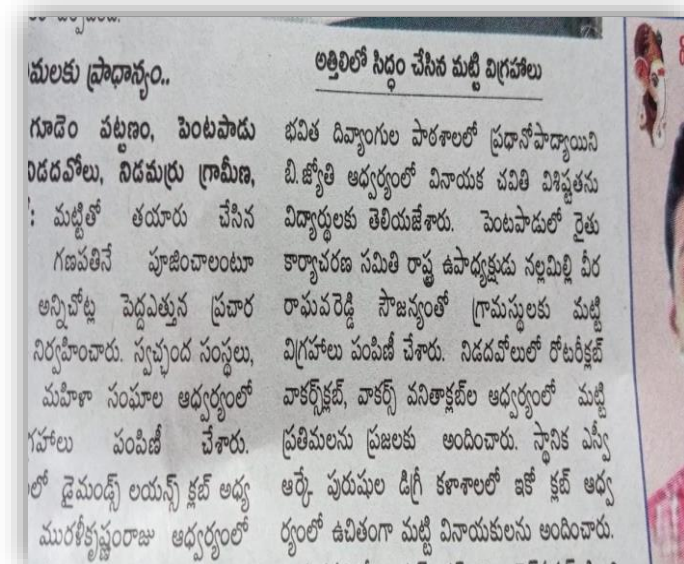 మలకు ప్రాధాన్యం..
గూడెం పట్టణం, పెంటపాడు
నిడదవోలు, నిడమర్రు గ్రామీణ,
: మట్టితో తయారు చేసిన
గణపతినే పూజించాలంటూ
అన్నిచోట్ల పెద్దఎత్తున ప్రచార
నిర్వహించారు. స్వచ్ఛంద సంస్థలు,
మహిళా సంఘాల ఆధ్వర్యంలో
గ్రహాలు పంపిణీ చేశారు.
లో డైమండ్స్ లయన్స్ క్లబ్ అధ్య
మురళీకృష్ణంరాజు ఆధ్వర్యంలో
అత్తిలిలో సిద్ధం చేసిన మట్టి విగ్రహాలు
భవిత దివ్యాంగుల పాఠశాలలో ప్రధానోపాధ్యాయిని
బి.జ్యోతి ఆధ్వర్యంలో వినాయక చవితి విశిష్టతను
విద్యార్థులకు తెలియజేశారు. పెంటపాడులో రైతు
కార్యాచరణ సమితి రాష్ట్ర ఉపాధ్యక్షుడు నల్లమిల్లి వీర
రాఘవరెడ్డి సౌజన్యంతో గ్రామస్థులకు మట్టి
విగ్రహాలు పంపిణీ చేశారు. నిడదవోలులో రోటరీక్లబ్
వాకర్స్‌క్లబ్, వాకర్స్ వనితాక్లబ్‌ల ఆధ్వర్యంలో మట్టి
ప్రతిమలను ప్రజలకు అందించారు. స్థానిక ఎస్వీ
ఆర్కే పురుషుల డిగ్రీ కళాశాలలో ఇకో క్లబ్ ఆధ్వ
ర్యంలో ఉచితంగా మట్టి వినాయకులను అందించారు.